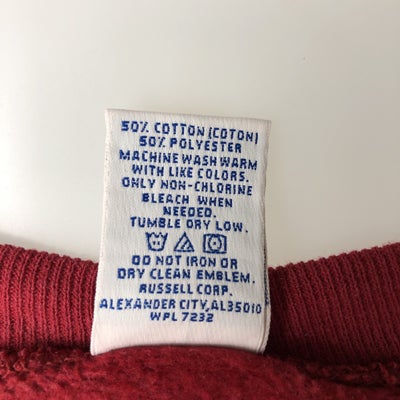 50% COTTON (COTON)
50% POLYESTER
MACHINE WASH WARM
WITH LIKE COLORS.
ONLY NON-CHLORINE
BLEACH WHEN
NEEDED.
TUMBLE DRY LOW.
DO NOT IRON OR
DRY CLEAN EMBLEM.
RUSSELL CORP.
ALEXANDER CITY, AL35010
WPL 7232